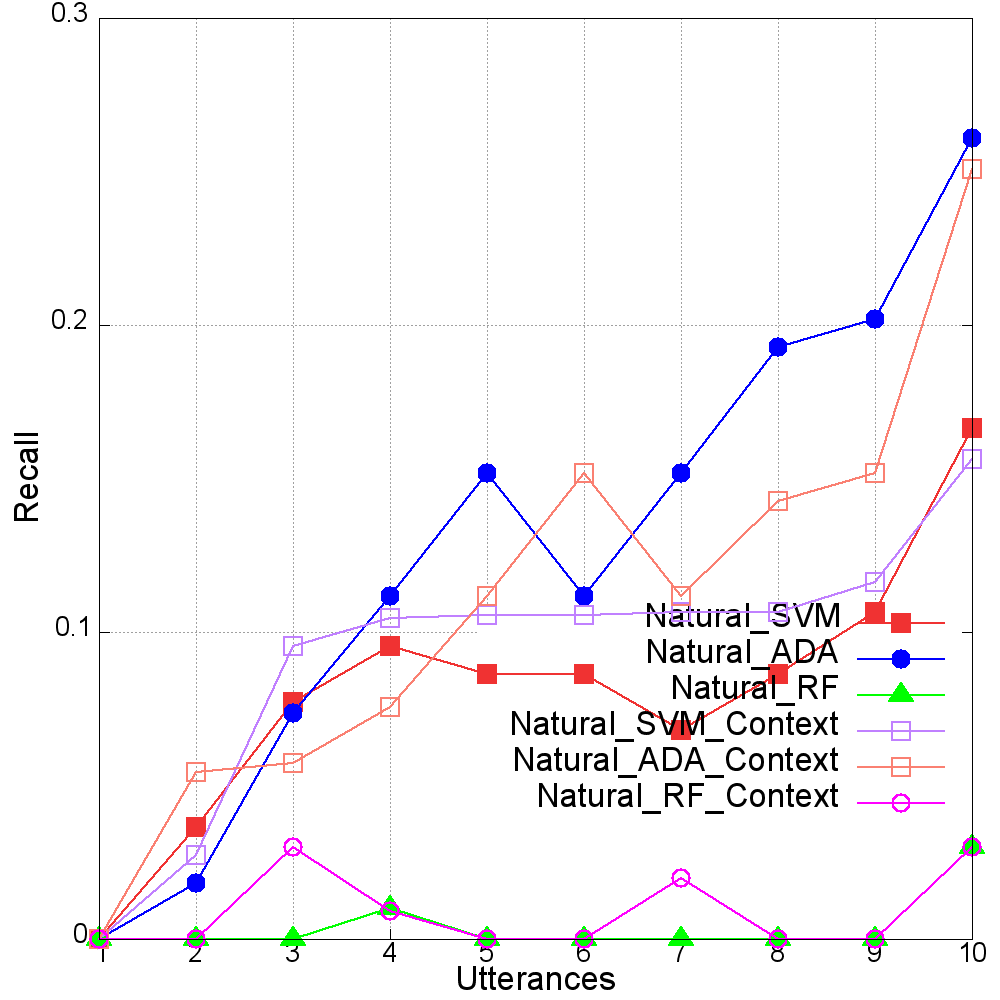 0.3
0.2
0.1
0
Recall
Natural_SVM
Natural_ADA
Natural_RF
Natural_SVM_Context
Natural_ADA_Context
Natural_RF_Context
1 2 3 4 5 6 7 8 9 10
Utterances